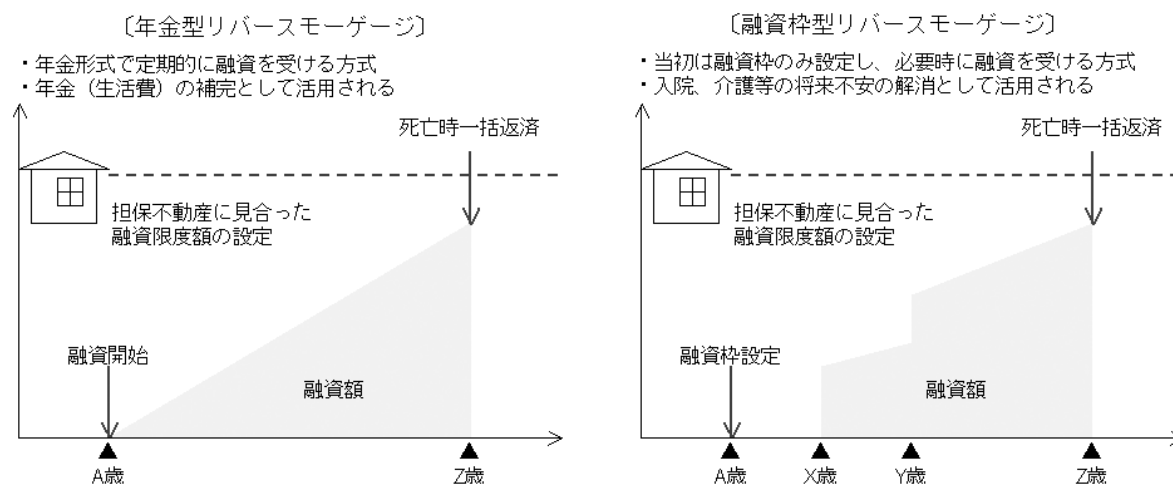 〔年金型リバースモーゲージ〕
・年金形式で定期的に融資を受ける方式
・年金（生活費）の補完として活用される
死亡時一括返済
担保不動産に見合った
融資限度額の設定
融資開始
融資額
A歳
Z歳
〔融資枠型リバースモーゲージ〕
・当初は融資枠のみ設定し、必要時に融資を受ける方式
・入院、介護等の将来不安の解消として活用される
死亡時一括返済
担保不動産に見合った
融資限度額の設定
融資枠設定
融資額
A歳
X歳
Y歳
Z歳